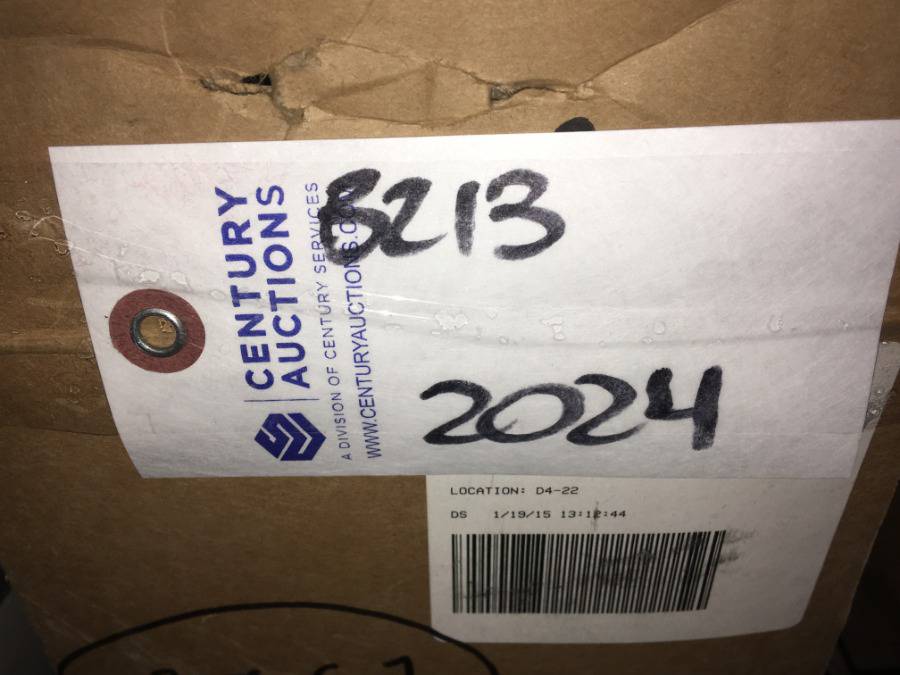 B213
2024
CENTURY
AUCTIONS
A DIVISION OF CENTURY SERVICES
WWW.CENTURYAUCTIONS.COM
LOCATION: D4-22
DS 1/19/15 13:12:44